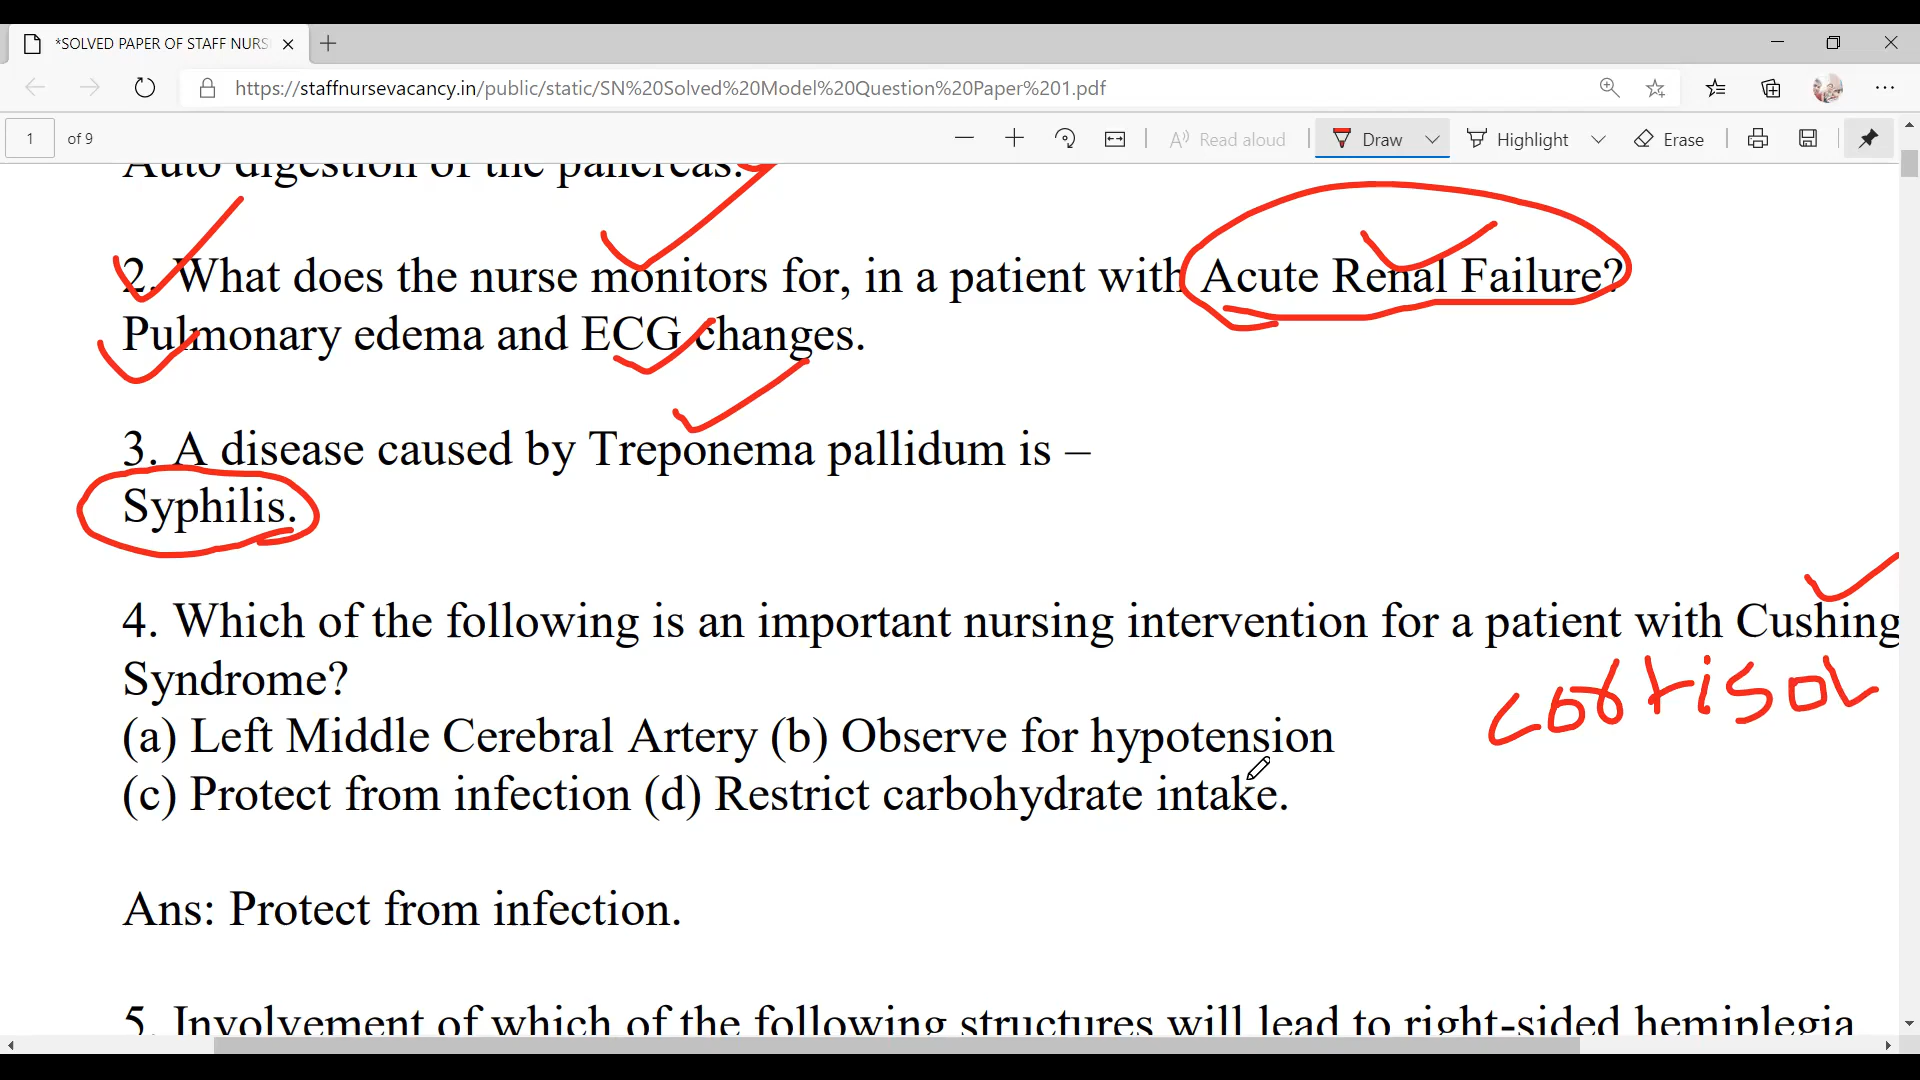 *SOLVED PAPER OF STAFF NURS
https://staffnursevacancy.in/public/static/SN%20Solved%20Model%20Question%20Paper%201.pdf
1 of 9
Read aloud
Draw
Highlight
Erase
Auto digestion of the pancreas.
2. What does the nurse monitors for, in a patient with Acute Renal Failure?
Pulmonary edema and ECG changes.
3. A disease caused by Treponema pallidum is –
Syphilis.
4. Which of the following is an important nursing intervention for a patient with Cushing
Syndrome?
cortisol
(a) Left Middle Cerebral Artery (b) Observe for hypotension
(c) Protect from infection (d) Restrict carbohydrate intake.
Ans: Protect from infection.
5. Involvement of which of the following structures will lead to right-sided hemiplegia